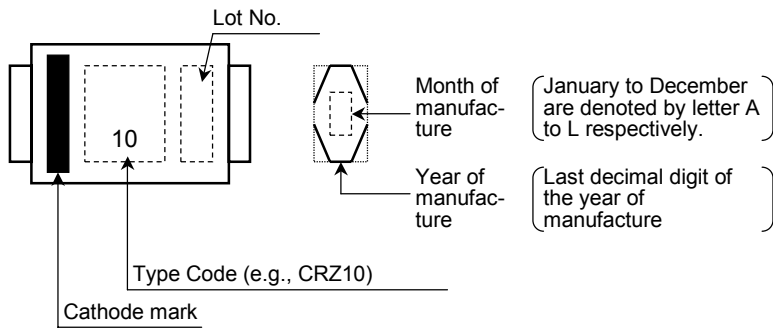 Lot No.
10
Month of
manufac-
ture
January to December
are denoted by letter A
to L respectively.
Year of
manufac-
ture
Last decimal digit of
the year of
manufacture
Type Code (e.g., CRZ10)
Cathode mark